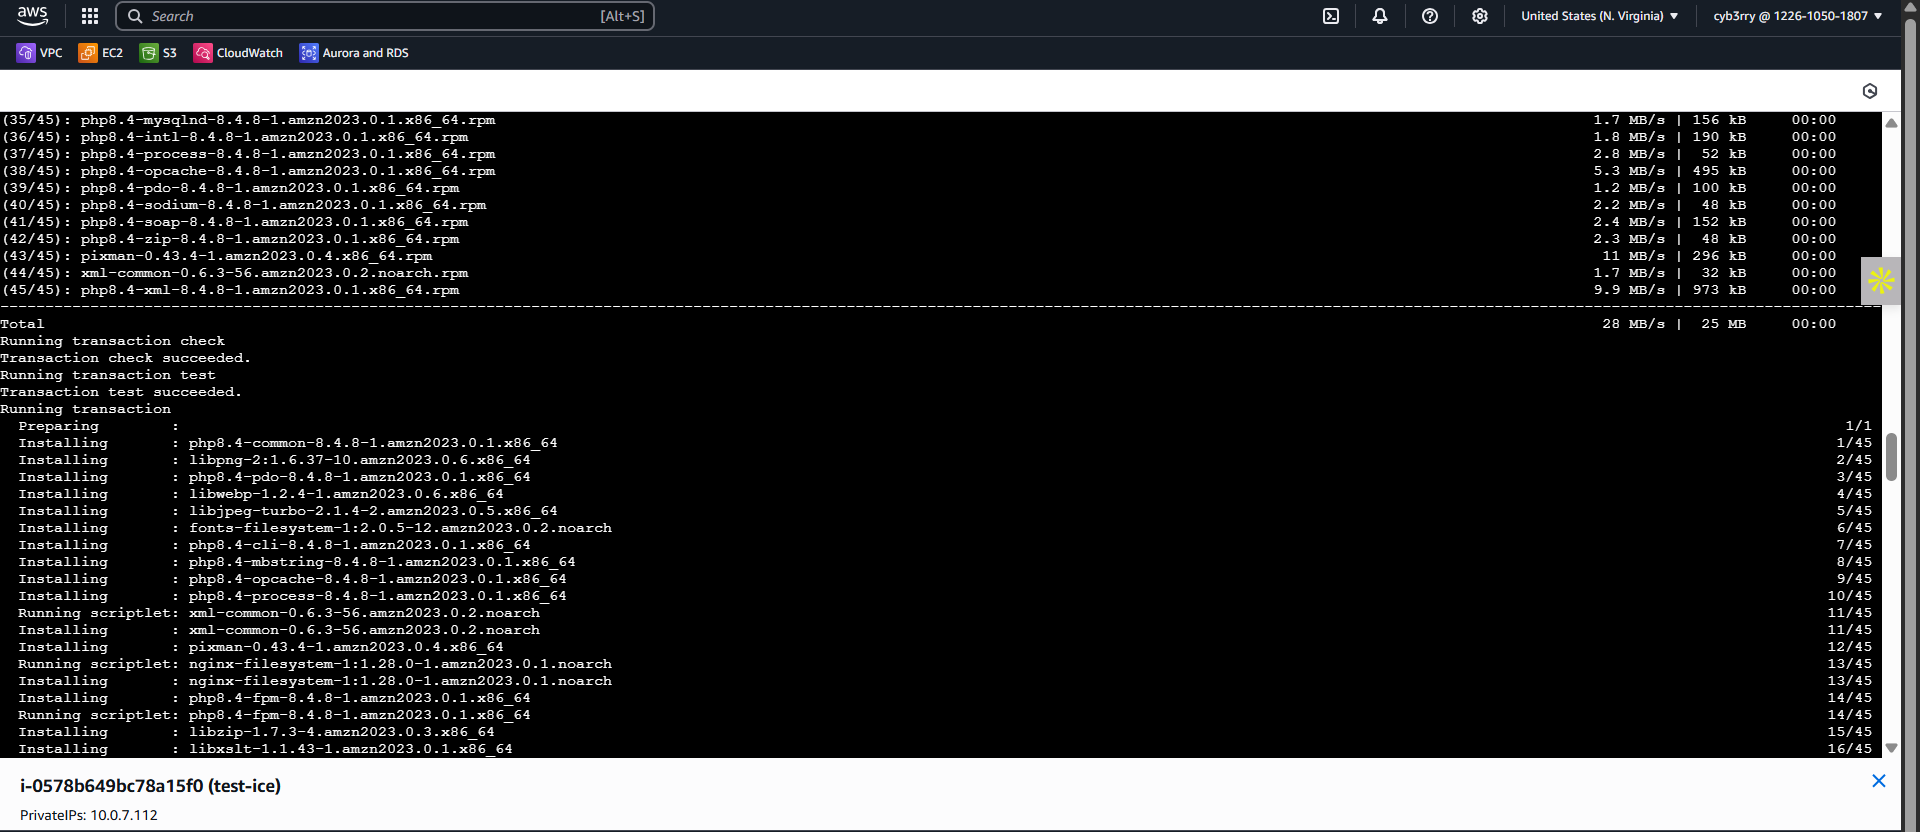 aws
Search [Alt+S] United States (N. Virginia) cyb3rry @ 1226-1050-1807
VPC EC2 S3 CloudWatch Aurora and RDS
(35/45): php8.4-mysqlnd-8.4.8-1.amzn2023.0.1.x86_64.rpm 1.7 MB/s | 156 kB 00:00
(36/45): php8.4-intl-8.4.8-1.amzn2023.0.1.x86_64.rpm 1.8 MB/s | 190 kB 00:00
(37/45): php8.4-process-8.4.8-1.amzn2023.0.1.x86_64.rpm 2.8 MB/s | 52 kB 00:00
(38/45): php8.4-opcache-8.4.8-1.amzn2023.0.1.x86_64.rpm 5.3 MB/s | 495 kB 00:00
(39/45): php8.4-pdo-8.4.8-1.amzn2023.0.1.x86_64.rpm 1.2 MB/s | 100 kB 00:00
(40/45): php8.4-sodium-8.4.8-1.amzn2023.0.1.x86_64.rpm 2.2 MB/s | 48 kB 00:00
(41/45): php8.4-soap-8.4.8-1.amzn2023.0.1.x86_64.rpm 2.4 MB/s | 152 kB 00:00
(42/45): php8.4-zip-8.4.8-1.amzn2023.0.1.x86_64.rpm 2.3 MB/s | 48 kB 00:00
(43/45): pixman-0.43.4-1.amzn2023.0.4.x86_64.rpm 11 MB/s | 296 kB 00:00
(44/45): xml-common-0.6.3-56.amzn2023.0.2.noarch.rpm 1.7 MB/s | 32 kB 00:00
(45/45): php8.4-xml-8.4.8-1.amzn2023.0.1.x86_64.rpm 9.9 MB/s | 973 kB 00:00
Total 28 MB/s | 25 MB 00:00
Running transaction check
Transaction check succeeded.
Running transaction test
Transaction test succeeded.
Running transaction
Preparing : 1/1
Installing : php8.4-common-8.4.8-1.amzn2023.0.1.x86_64 1/45
Installing : libpng-2:1.6.37-10.amzn2023.0.6.x86_64 2/45
Installing : php8.4-pdo-8.4.8-1.amzn2023.0.1.x86_64 3/45
Installing : libwebp-1.2.4-1.amzn2023.0.6.x86_64 4/45
Installing : libjpeg-turbo-2.1.4-2.amzn2023.0.5.x86_64 5/45
Installing : fonts-filesystem-1:2.0.5-12.amzn2023.0.2.noarch 6/45
Installing : php8.4-cli-8.4.8-1.amzn2023.0.1.x86_64 7/45
Installing : php8.4-mbstring-8.4.8-1.amzn2023.0.1.x86_64 8/45
Installing : php8.4-opcache-8.4.8-1.amzn2023.0.1.x86_64 9/45
Installing : php8.4-process-8.4.8-1.amzn2023.0.1.x86_64 10/45
Running scriptlet: xml-common-0.6.3-56.amzn2023.0.2.noarch 11/45
Installing : xml-common-0.6.3-56.amzn2023.0.2.noarch 11/45
Installing : pixman-0.43.4-1.amzn2023.0.4.x86_64 12/45
Running scriptlet: nginx-filesystem-1:1.28.0-1.amzn2023.0.1.noarch 13/45
Installing : nginx-filesystem-1:1.28.0-1.amzn2023.0.1.noarch 13/45
Installing : php8.4-fpm-8.4.8-1.amzn2023.0.1.x86_64 14/45
Running scriptlet: php8.4-fpm-8.4.8-1.amzn2023.0.1.x86_64 14/45
Installing : libzip-1.7.3-4.amzn2023.0.3.x86_64 15/45
Installing : libxslt-1.1.43-1.amzn2023.0.1.x86_64 16/45
i-0578b649bc78a15f0 (test-ice)
PrivateIPs: 10.0.7.112